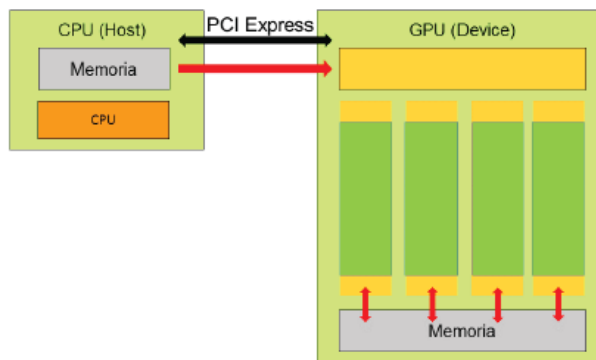 CPU (Host)
PCI Express
GPU (Device)
Memoria
CPU
Memoria